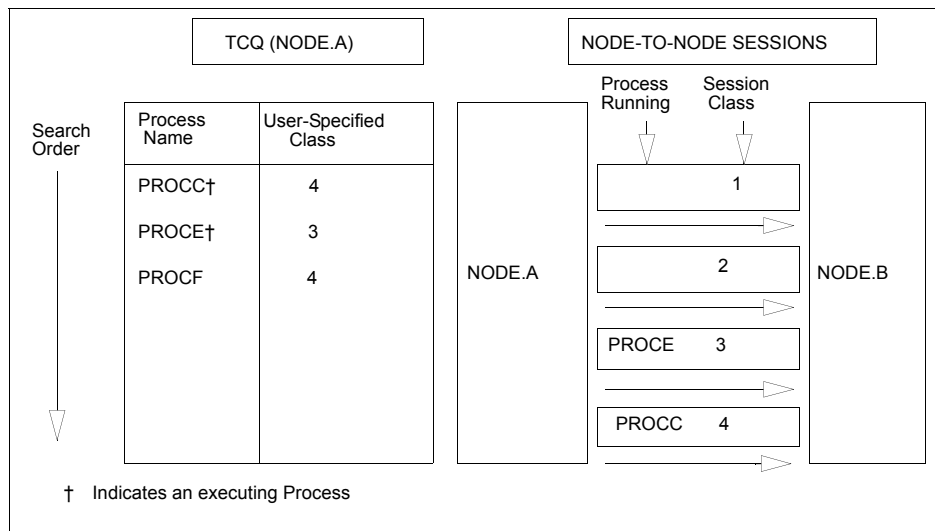 TCQ (NODE.A)
NODE-TO-NODE SESSIONS
Process Running
Session Class
Search Order
Process Name
User-Specified Class
PROCC† 4
PROCE† 3
PROCF 4
NODE.A
1
2
PROCE 3
PROCC 4
NODE.B
† Indicates an executing Process